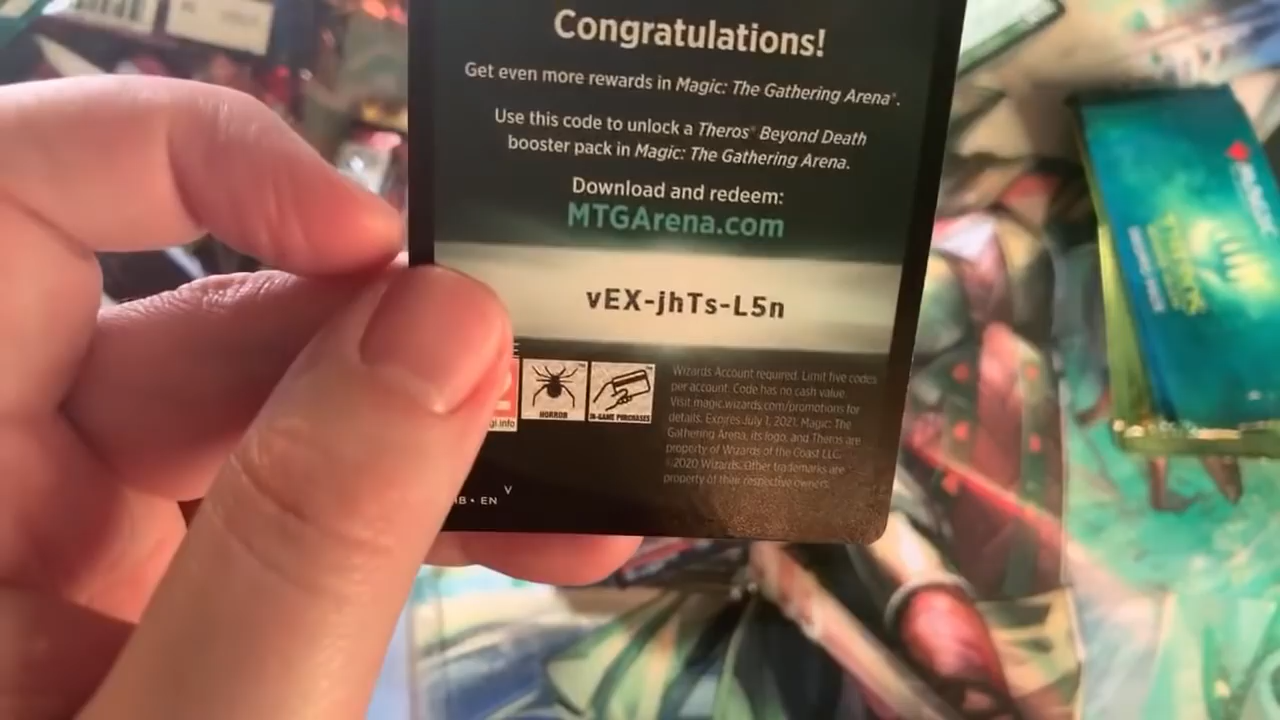 Congratulations!
Get even more rewards in Magic: The Gathering Arena®.
Use this code to unlock a Theros® Beyond Death
booster pack in Magic: The Gathering Arena.
Download and redeem:
MTGArena.com
vEX-jhTs-L5n
HORROR
IN-GAME PURCHASES
gi.info
Wizards Account required. Limit five codes
per account. Code has no cash value.
Visit magic.wizards.com/promotions for
details. Expires July 1, 2021. Magic: The
Gathering Arena, its logo, and Theros are
property of Wizards of the Coast LLC.
©2020 Wizards. Other trademarks are
property of their respective owners.
V
B • EN